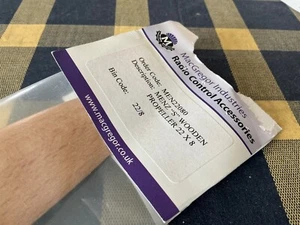 M
MacGregor Industries
Radio Control Accessories
Order Code: MEN22080
Description: MENZ "S" WOODEN
PROPELLER 22 X 8
Bin Code: 22/8
www.macgregor.co.uk